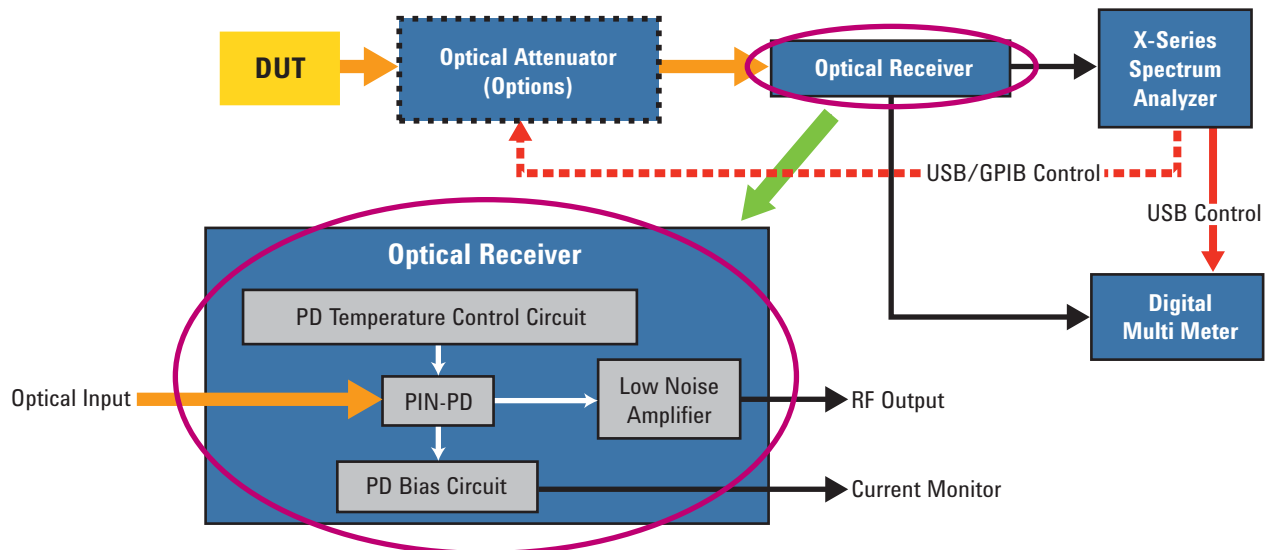 DUT
Optical Attenuator
(Options)
Optical Receiver
X-Series
Spectrum
Analyzer
USB/GPIB Control
USB Control
Digital
Multi Meter
Optical Receiver
PD Temperature Control Circuit
Optical Input
PIN-PD
Low Noise
Amplifier
RF Output
PD Bias Circuit
Current Monitor